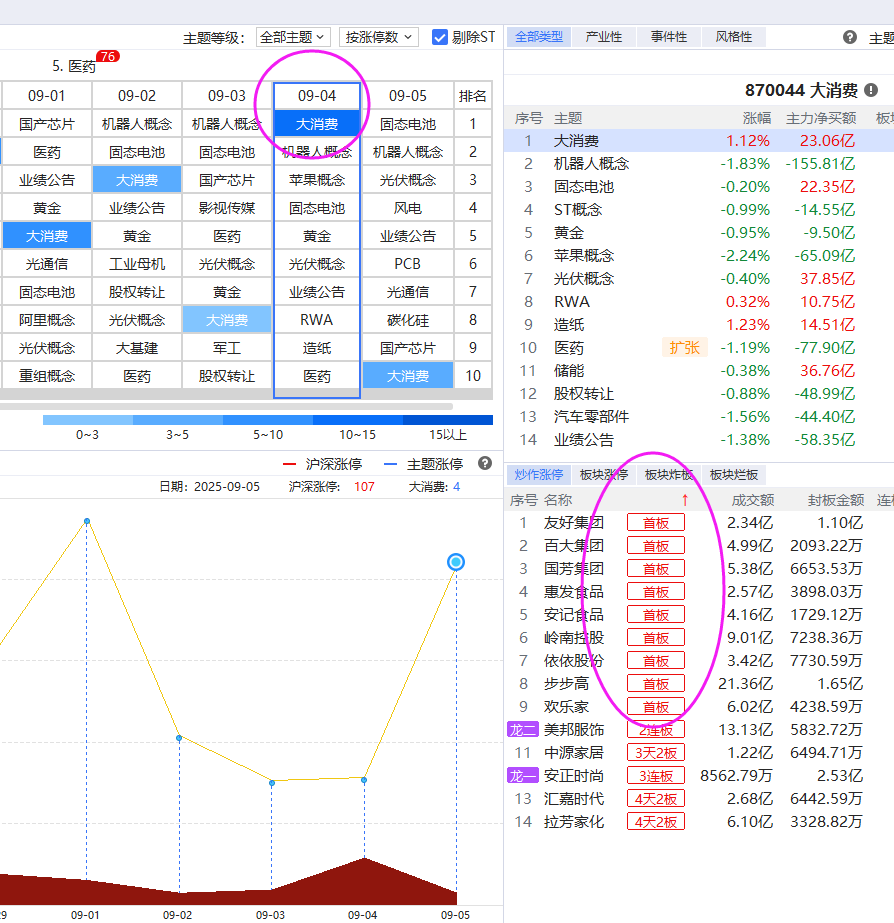 主题等级: 全部主题 按涨停数 剔除ST
5. 医药 76
09-01 09-02 09-03 09-04 09-05 排名
国产芯片 机器人概念 机器人概念 大消费 固态电池 1
医药 固态电池 固态电池 机器人概念 机器人概念 2
业绩公告 大消费 国产芯片 苹果概念 光伏概念 3
黄金 业绩公告 影视传媒 固态电池 风电 4
大消费 黄金 医药 黄金 业绩公告 5
光通信 工业母机 光伏概念 光伏概念 PCB 6
固态电池 股权转让 黄金 业绩公告 光通信 7
阿里概念 光伏概念 大消费 RWA 碳化硅 8
光伏概念 大基建 军工 造纸 国产芯片 9
重组概念 医药 股权转让 医药 大消费 10
0~3 3~5 5~10 10~15 15以上
沪深涨停 主题涨停 ?
日期: 2025-09-05 沪深涨停: 107 大消费: 4
29 09-01 09-02 09-03 09-04 09-05
全部类型 产业性 事件性 风格性 ? 主题
870044 大消费 !
序号 主题 涨幅 主力净买额 板块
1 大消费 1.12% 23.06亿
2 机器人概念 -1.83% -155.81亿
3 固态电池 -0.20% 22.35亿
4 ST概念 -0.99% -14.55亿
5 黄金 -0.95% -9.50亿
6 苹果概念 -2.24% -65.09亿
7 光伏概念 -0.40% 37.85亿
8 RWA 0.32% 10.75亿
9 造纸 1.23% 14.51亿
10 医药 扩张 -1.19% -77.90亿
11 储能 -0.38% 36.76亿
12 股权转让 -0.88% -48.99亿
13 汽车零部件 -1.56% -44.40亿
14 业绩公告 -1.38% -58.35亿
炒作涨停 板块涨停 板块炸板 板块烂板
序号 名称 ↑ 成交额 封板金额 连板
1 友好集团 首板 2.34亿 1.10亿
2 百大集团 首板 4.99亿 2093.22万
3 国芳集团 首板 5.38亿 6653.53万
4 惠发食品 首板 2.57亿 3898.03万
5 安记食品 首板 4.16亿 1729.12万
6 岭南控股 首板 9.01亿 7238.36万
7 依依股份 首板 3.42亿 7730.59万
8 步步高 首板 21.36亿 1.65亿
9 欢乐家 首板 6.02亿 4238.59万
龙二 美邦服饰 2连板 13.13亿 5832.72万
11 中源家居 3天2板 1.22亿 6494.71万
龙一 安正时尚 3连板 8562.79万 2.53亿
13 汇嘉时代 4天2板 2.68亿 6442.59万
14 拉芳家化 4天2板 6.10亿 3328.82万